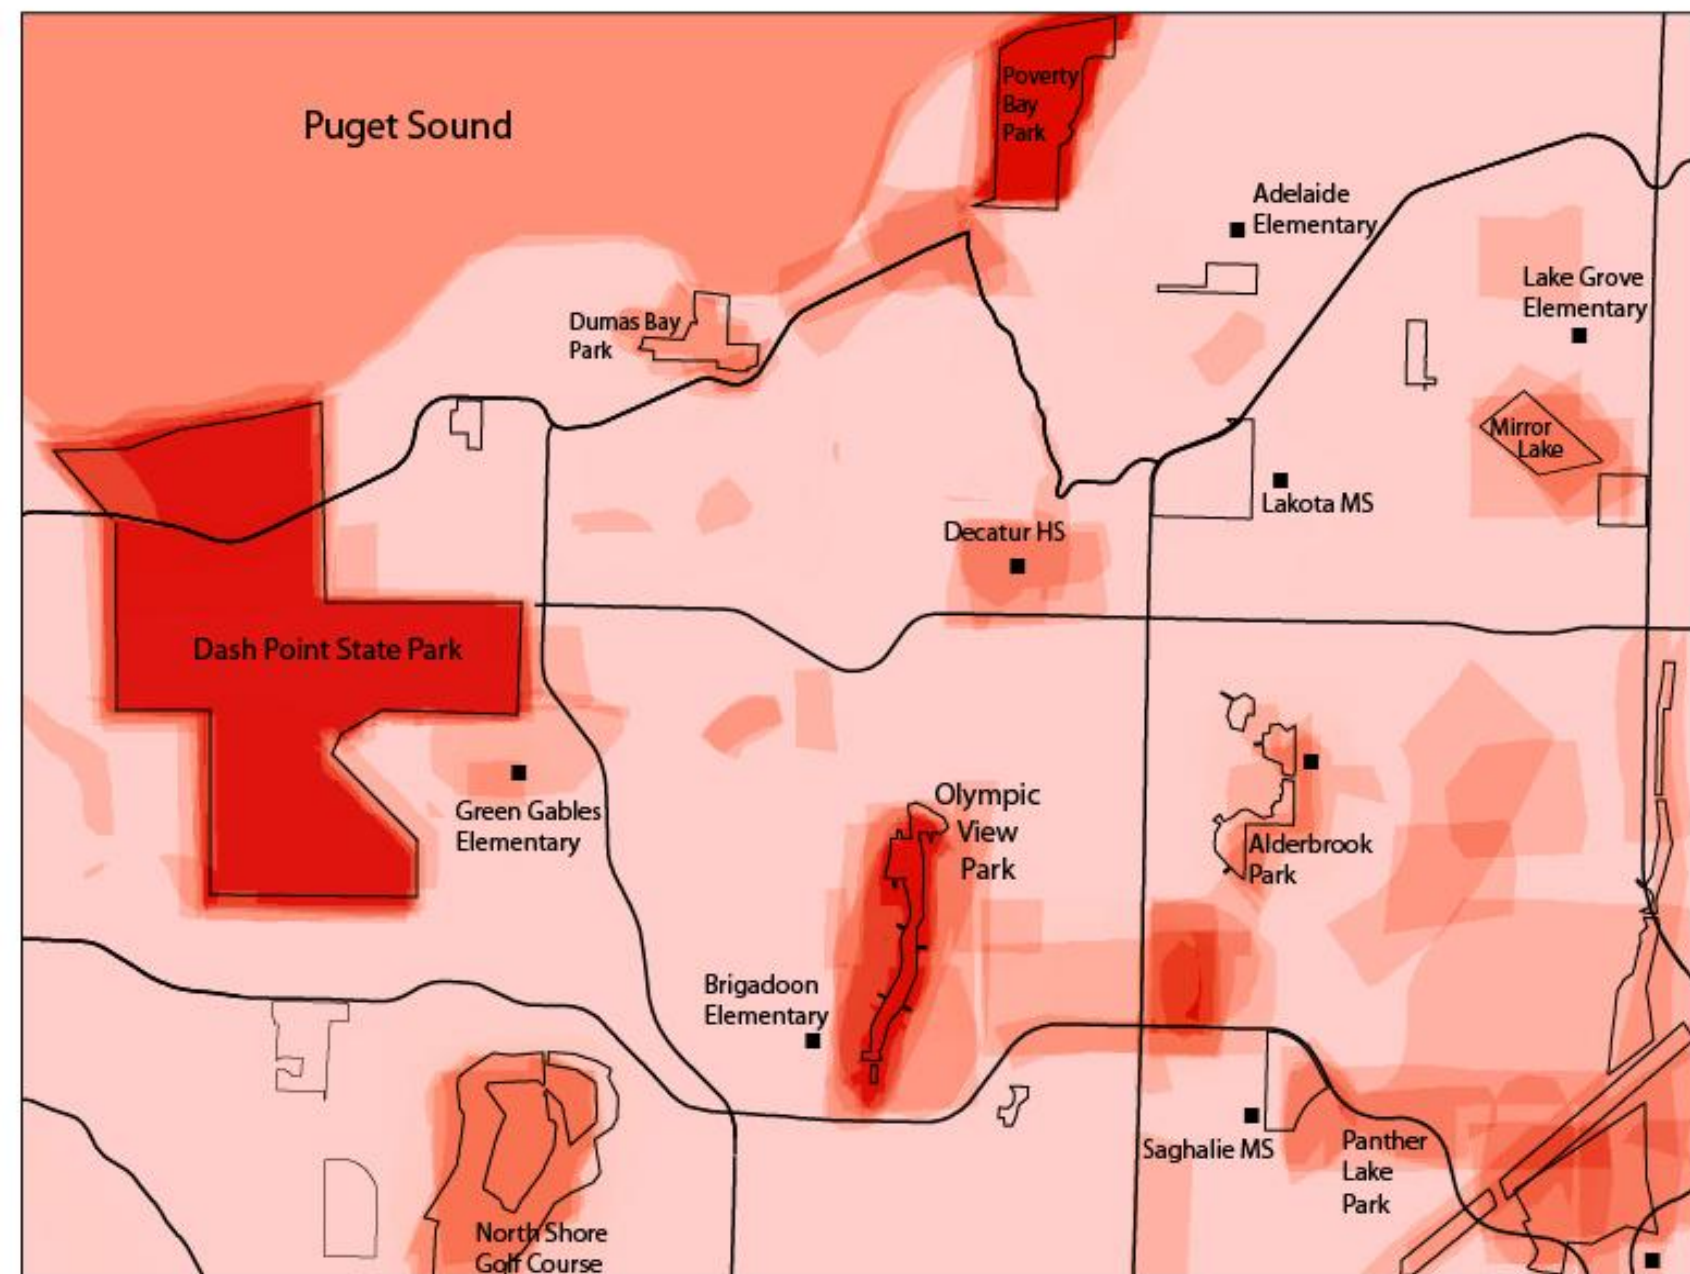 Puget Sound
Poverty
Bay
Park
Adelaide
Elementary
Lake Grove
Elementary
Dumas Bay
Park
Mirror
Lake
Lakota MS
Decatur HS
Dash Point State Park
Green Gables
Elementary
Olympic
View
Park
Alderbrook
Park
Brigadoon
Elementary
Saghalie MS
Panther
Lake
Park
North Shore
Golf Course